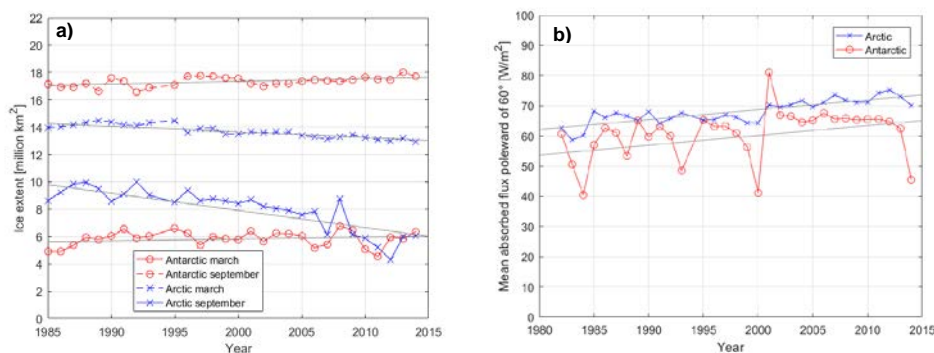 a)
Ice extent [million km²]
22
20
18
16
14
12
10
8
6
4
2
0
Antarctic march
Antarctic september
Arctic march
Arctic september
1985 1990 1995 2000 2005 2010 2015
Year
b)
Mean absorbed flux poleward of 60° [W/m²]
100
90
80
70
60
50
40
30
20
10
0
Arctic
Antarctic
1980 1985 1990 1995 2000 2005 2010 2015
Year